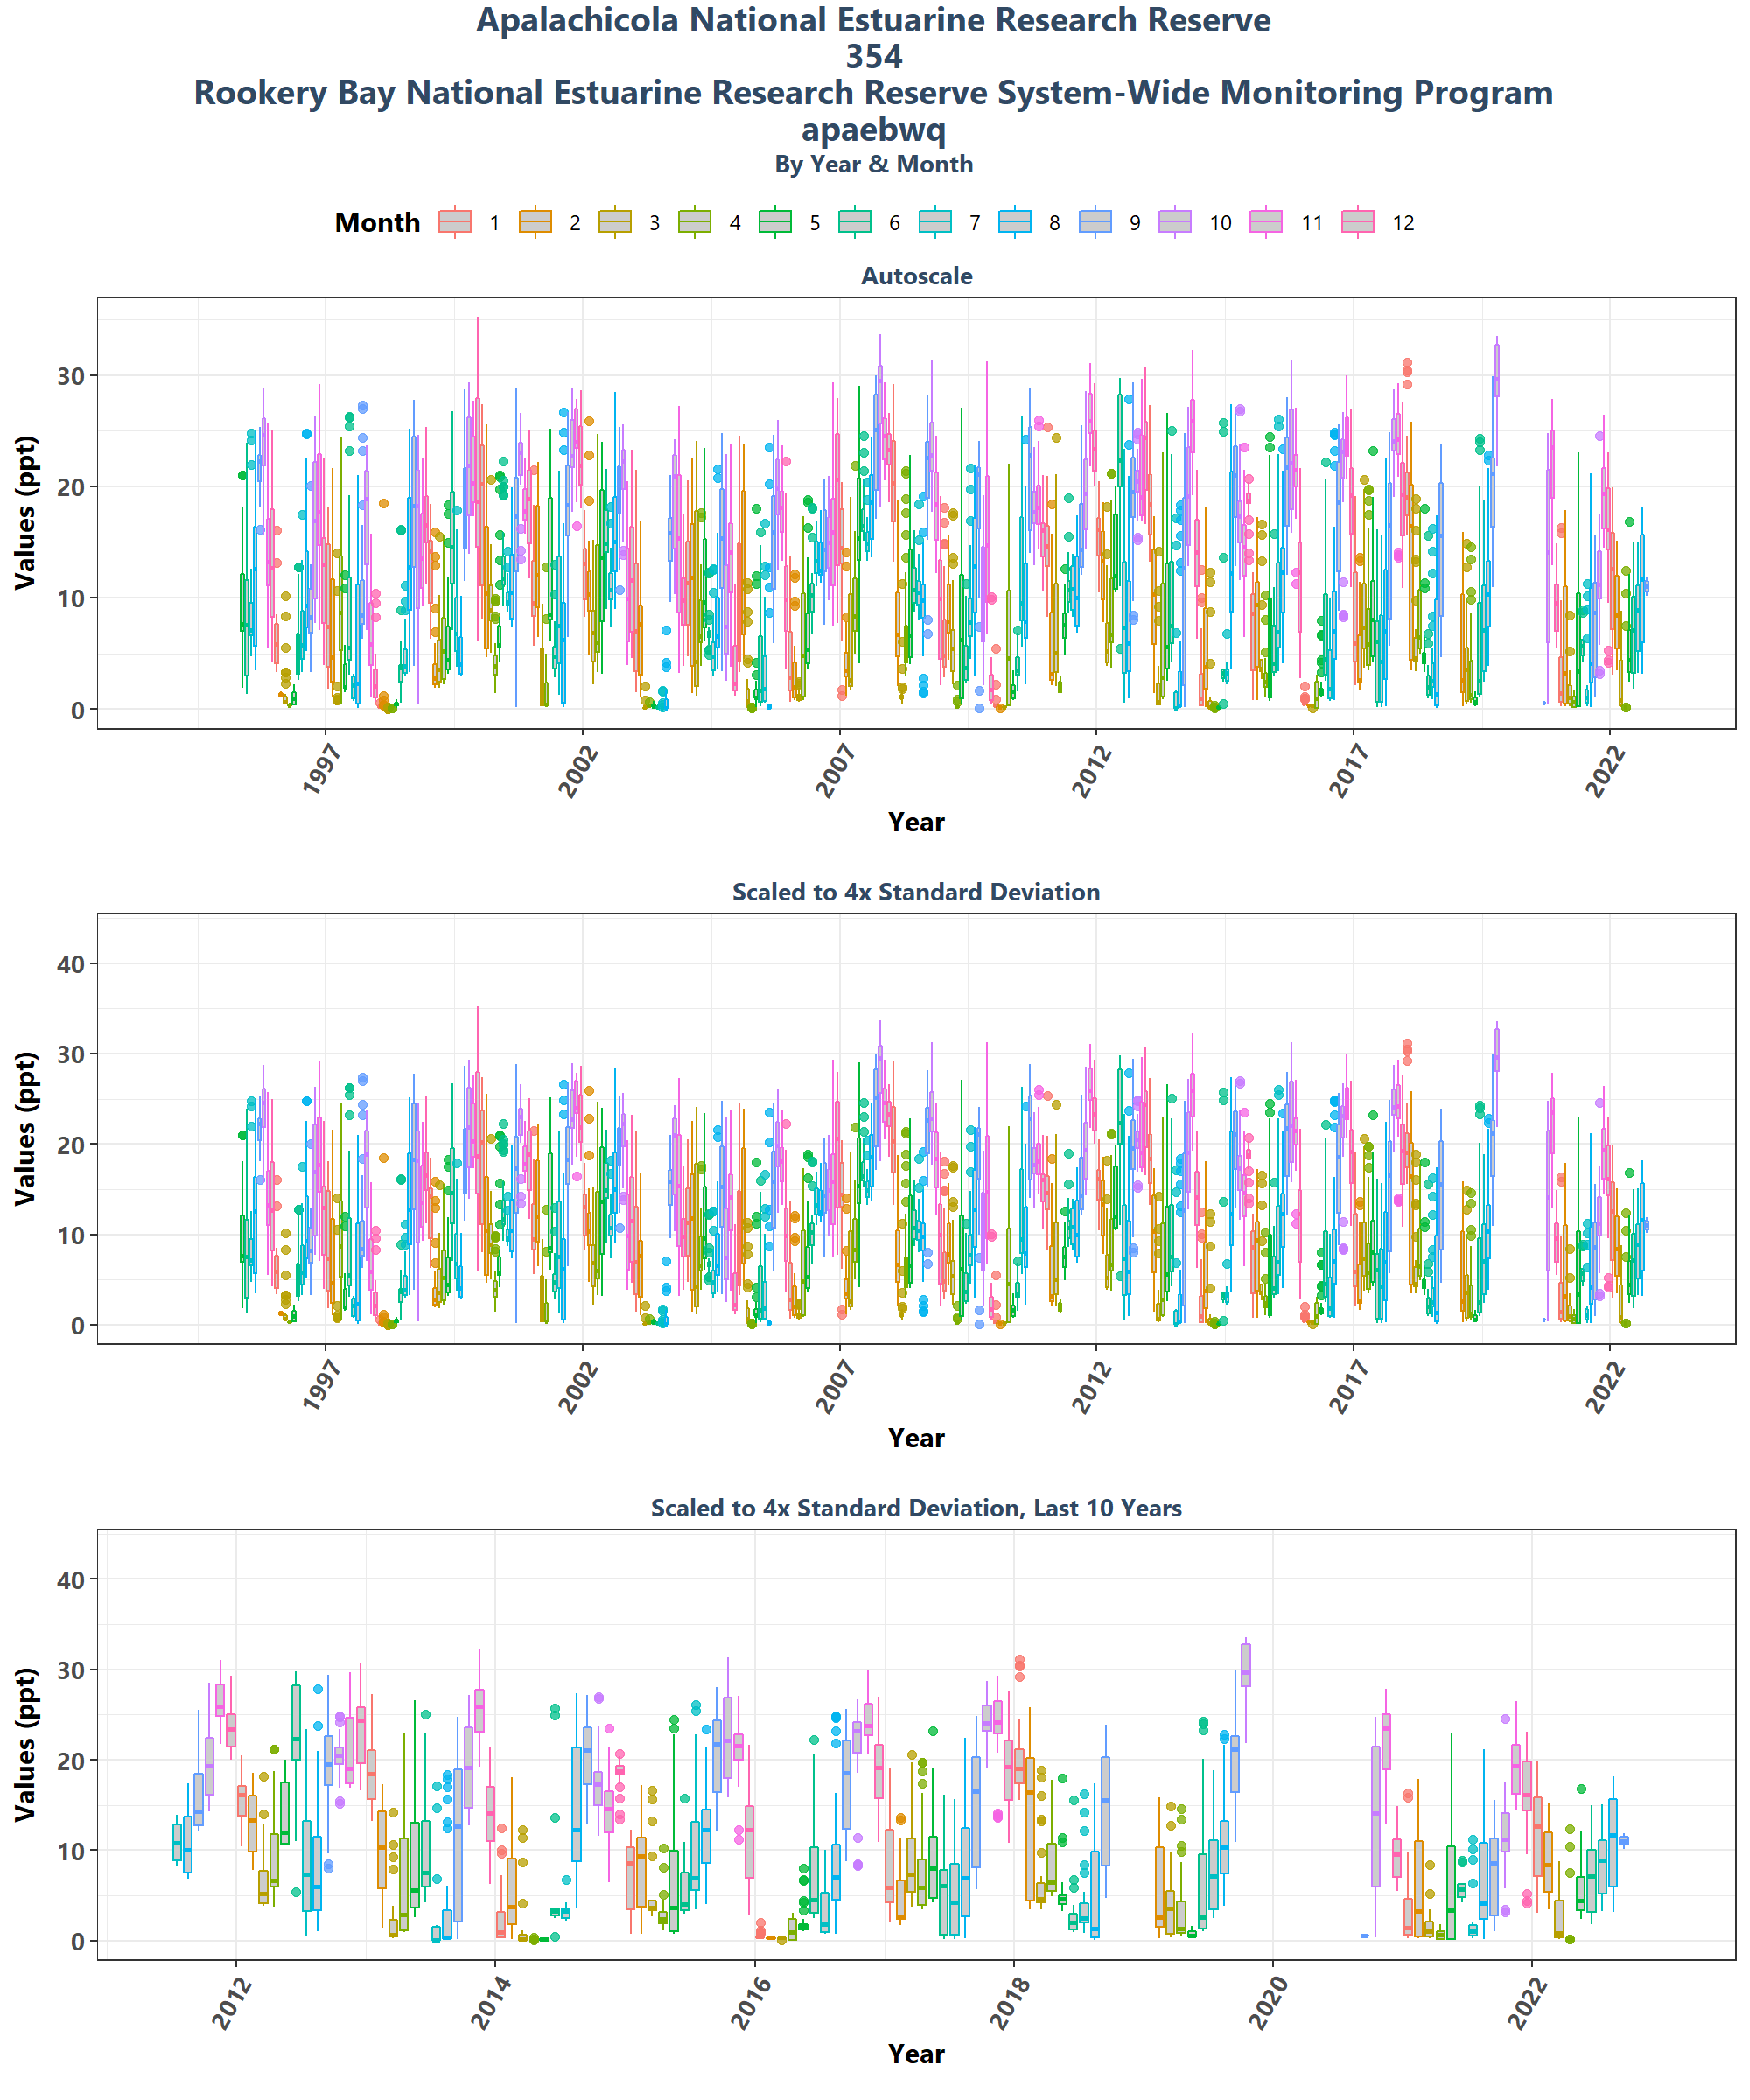 Apalachicola National Estuarine Research Reserve
354
Rookery Bay National Estuarine Research Reserve System-Wide Monitoring Program
apaebwq
By Year & Month
Month 1 2 3 4 5 6 7 8 9 10 11 12
Autoscale
Values (ppt)
30
20
10
0
1997 2002 2007 2012 2017 2022
Year
Scaled to 4x Standard Deviation
Values (ppt)
40
30
20
10
0
1997 2002 2007 2012 2017 2022
Year
Scaled to 4x Standard Deviation, Last 10 Years
Values (ppt)
40
30
20
10
0
2012 2014 2016 2018 2020 2022
Year